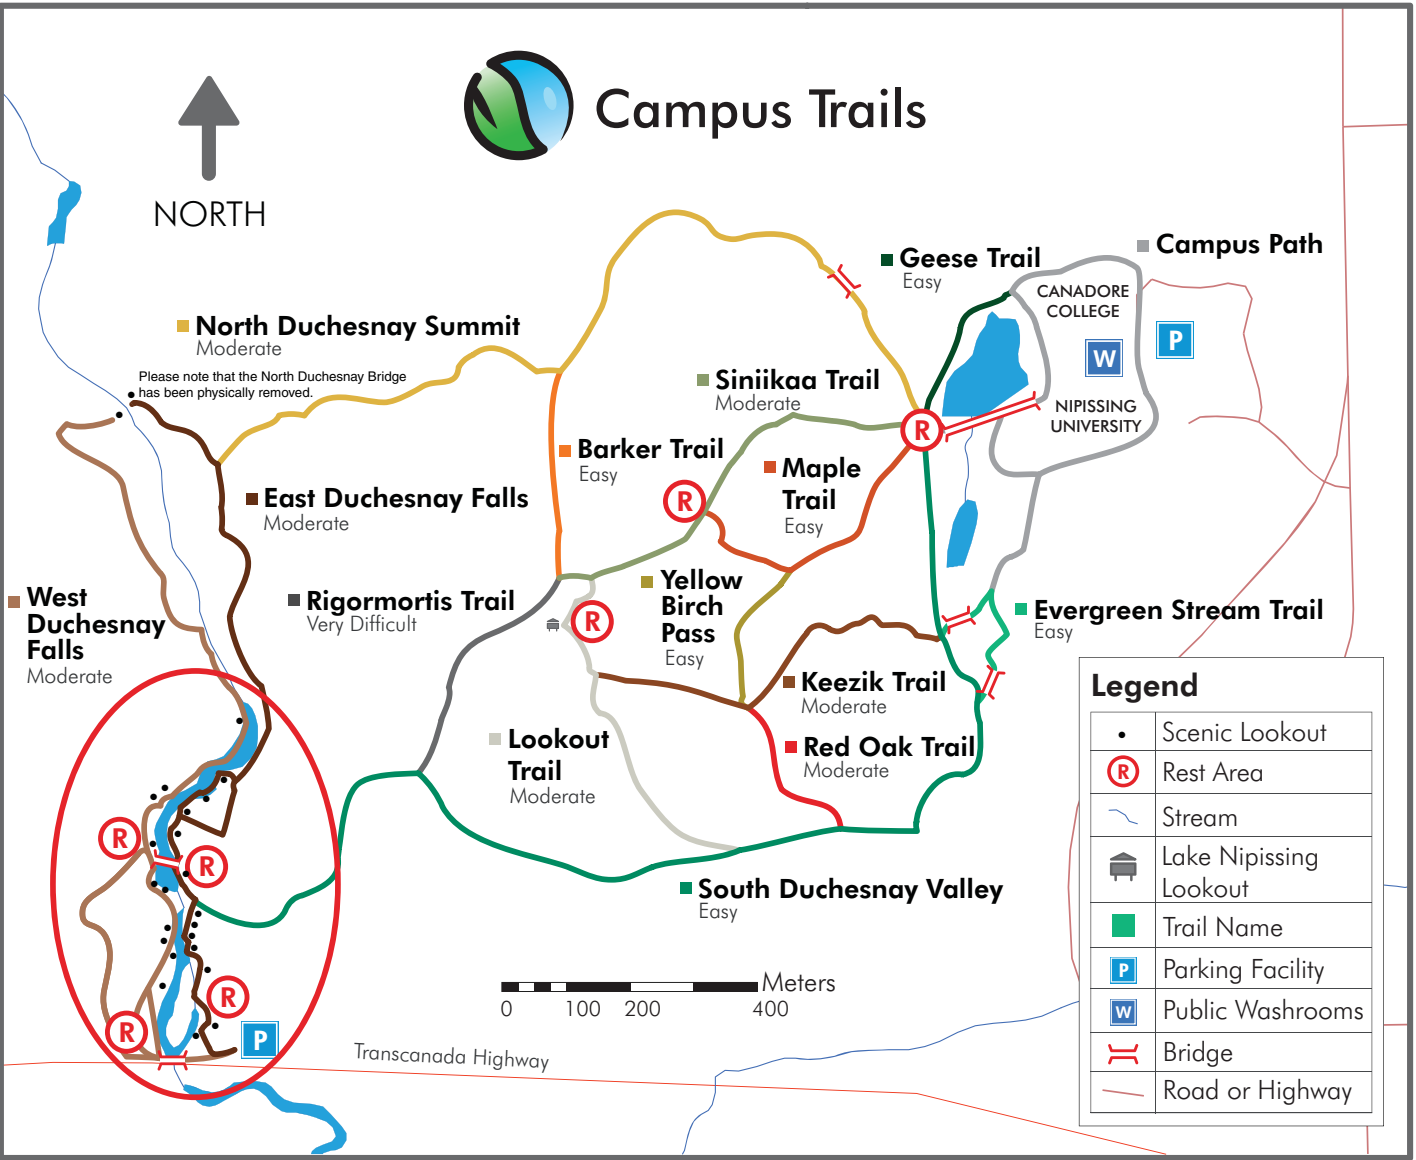 Campus Trails
NORTH
Campus Path
Geese Trail
Easy
CANADORE
COLLEGE
W
P
NIPISSING
UNIVERSITY
North Duchesnay Summit
Moderate
Please note that the North Duchesnay Bridge
has been physically removed.
Siniikaa Trail
Moderate
R
Barker Trail
Easy
Maple
Trail
Easy
R
East Duchesnay Falls
Moderate
Yellow
Birch
Pass
Easy
West
Duchesnay
Falls
Moderate
Rigormortis Trail
Very Difficult
R
Evergreen Stream Trail
Easy
Keezik Trail
Moderate
Lookout
Trail
Moderate
Red Oak Trail
Moderate
R
R
South Duchesnay Valley
Easy
R
R
P
Meters
0 100 200 400
Transcanada Highway
Legend
Scenic Lookout
R Rest Area
Stream
Lake Nipissing
Lookout
Trail Name
P Parking Facility
W Public Washrooms
Bridge
Road or Highway